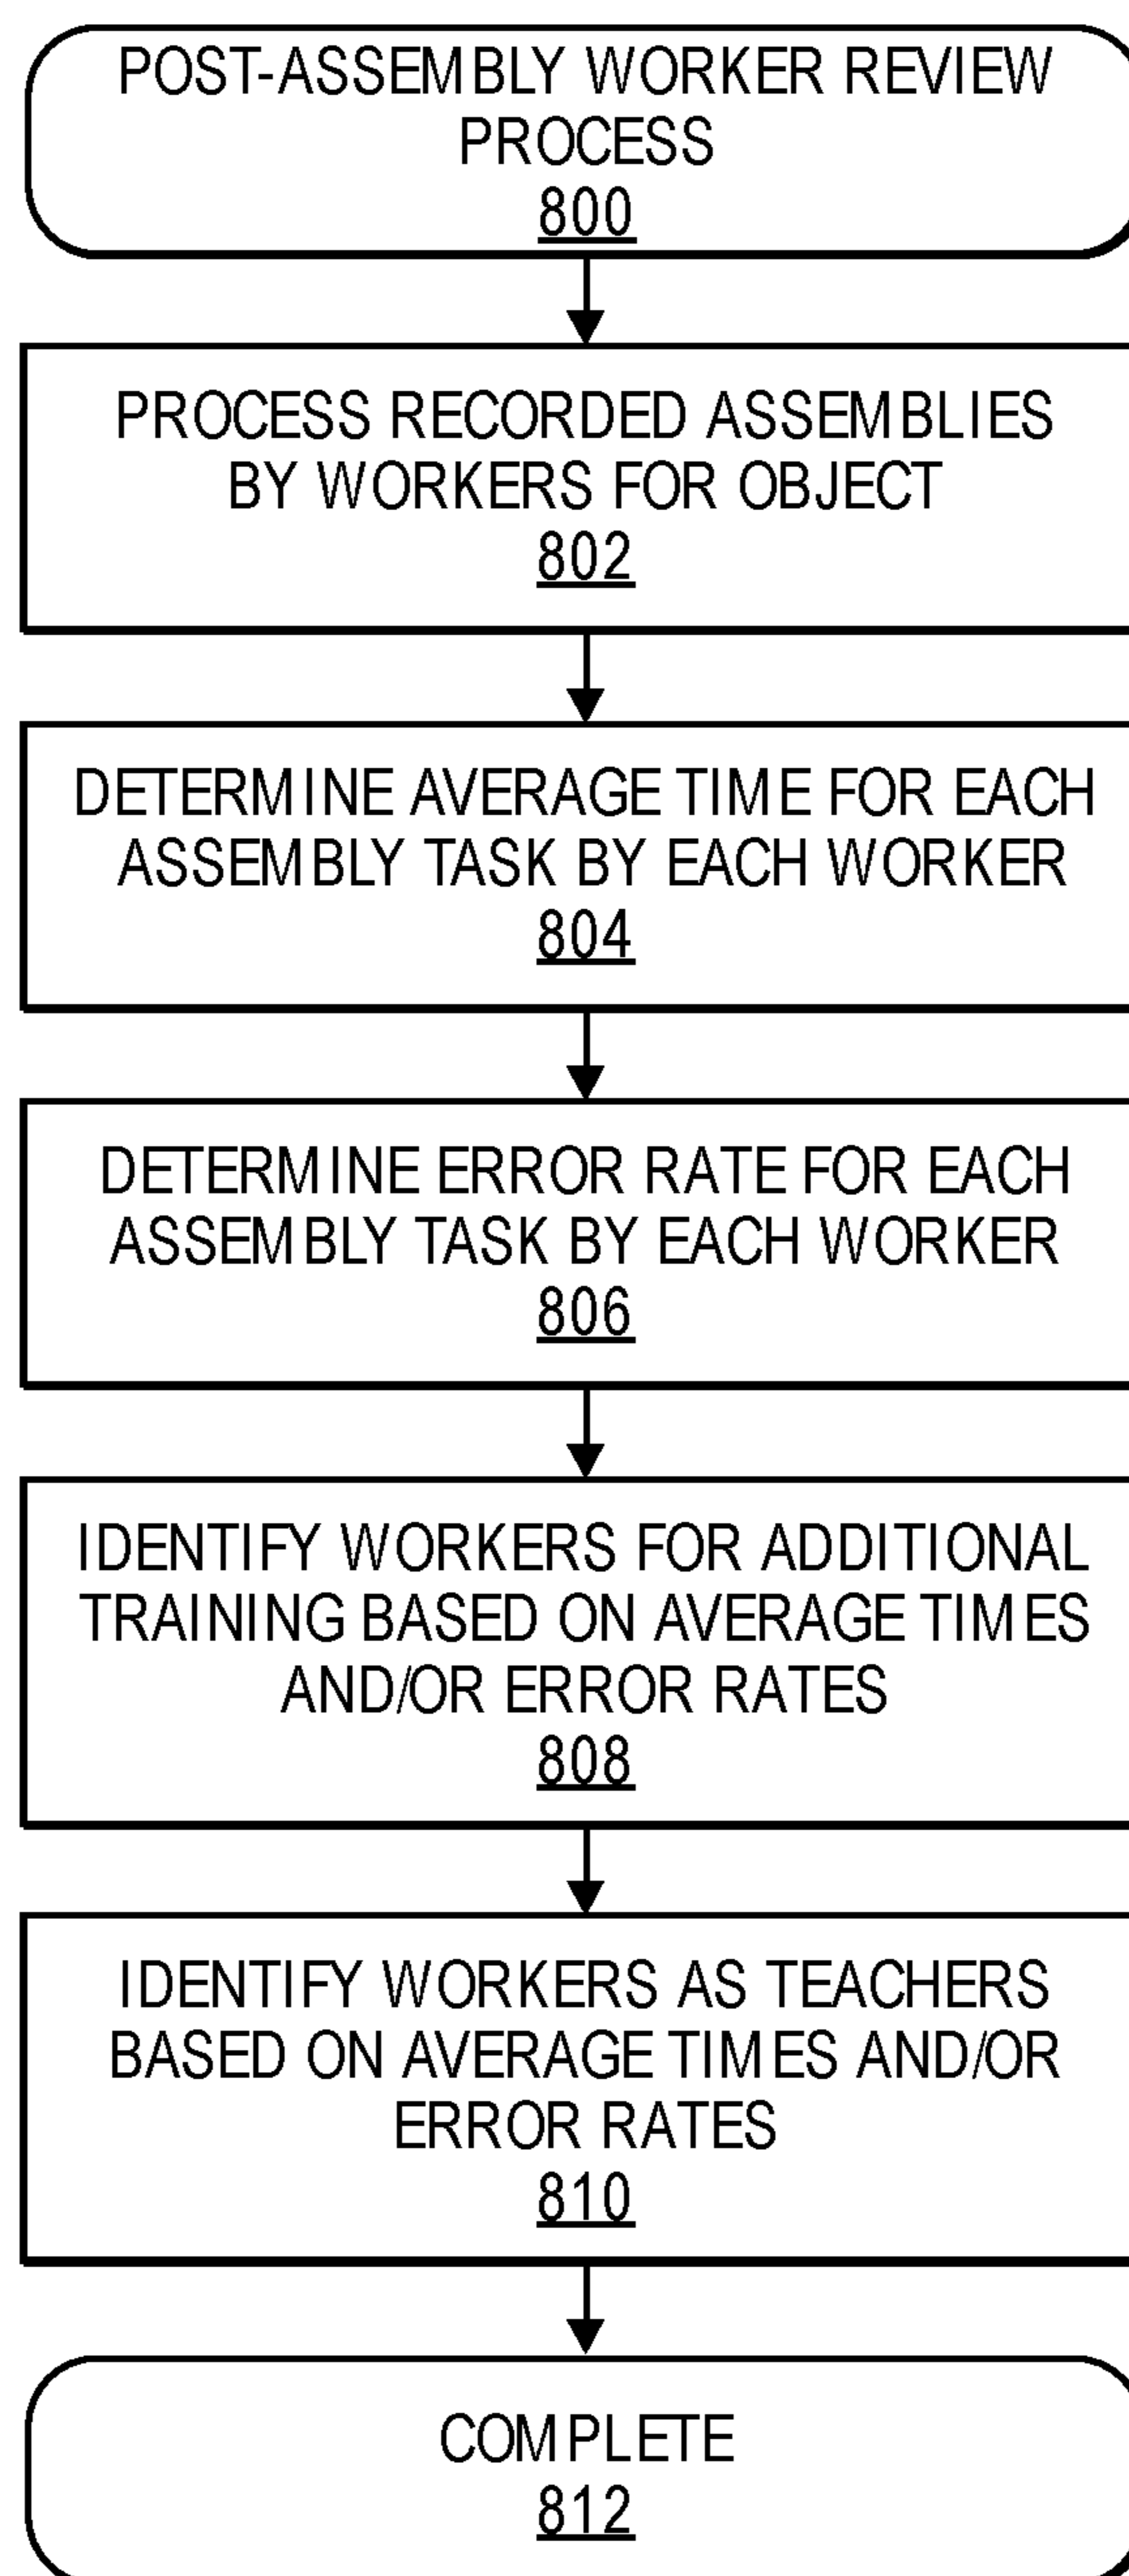 POST-ASSEMBLY WORKER REVIEW
PROCESS
800
PROCESS RECORDED ASSEMBLIES
BY WORKERS FOR OBJECT
802
DETERMINE AVERAGE TIME FOR EACH
ASSEMBLY TASK BY EACH WORKER
804
DETERMINE ERROR RATE FOR EACH
ASSEMBLY TASK BY EACH WORKER
806
IDENTIFY WORKERS FOR ADDITIONAL
TRAINING BASED ON AVERAGE TIMES
AND/OR ERROR RATES
808
IDENTIFY WORKERS AS TEACHERS
BASED ON AVERAGE TIMES AND/OR
ERROR RATES
810
COMPLETE
812